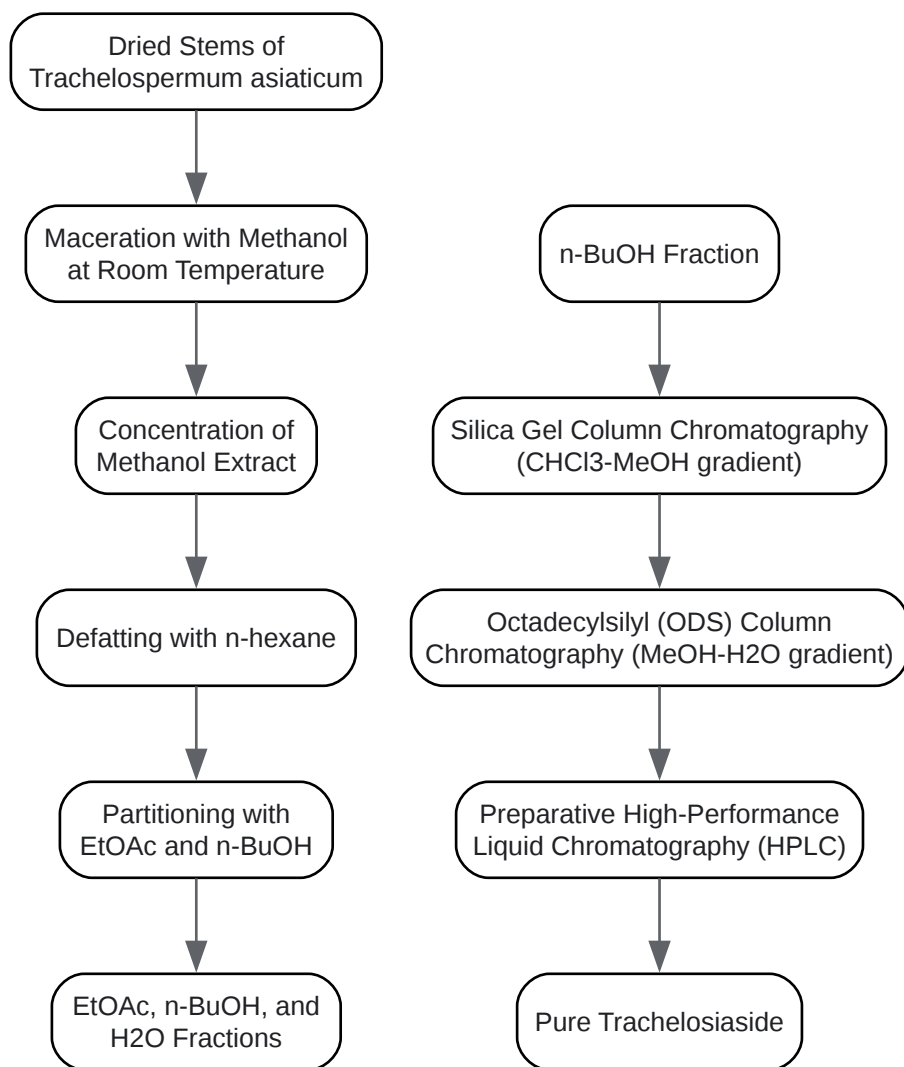 Dried Stems of
Trachelospermum asiaticum
Maceration with Methanol
at Room Temperature
Concentration of
Methanol Extract
Defatting with n-hexane
Partitioning with
EtOAc and n-BuOH
EtOAc, n-BuOH, and
H2O Fractions
n-BuOH Fraction
Silica Gel Column Chromatography
(CHCl3-MeOH gradient)
Octadecylsilyl (ODS) Column
Chromatography (MeOH-H2O gradient)
Preparative High-Performance
Liquid Chromatography (HPLC)
Pure Trachelosiaside